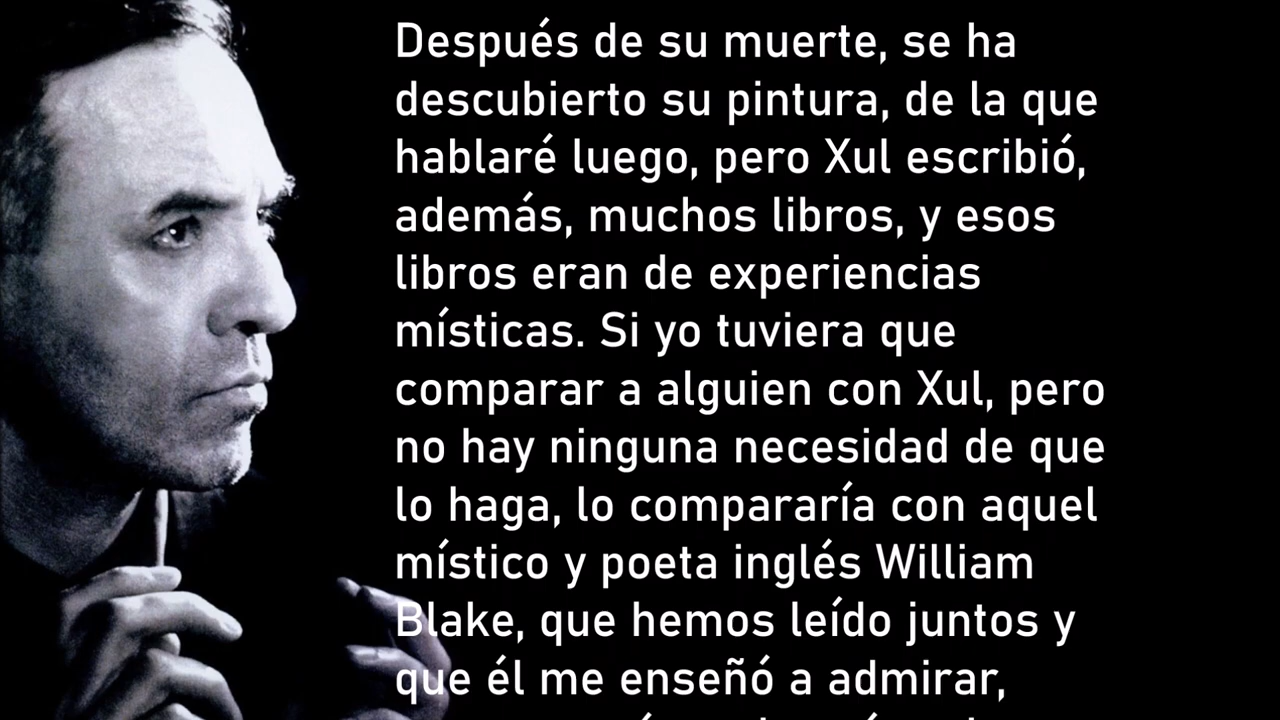 Después de su muerte, se ha
descubierto su pintura, de la que
hablaré luego, pero Xul escribió,
además, muchos libros, y esos
libros eran de experiencias
místicas. Si yo tuviera que
comparar a alguien con Xul, pero
no hay ninguna necesidad de que
lo haga, lo compararía con aquel
místico y poeta inglés William
Blake, que hemos leído juntos y
que él me enseñó a admirar,